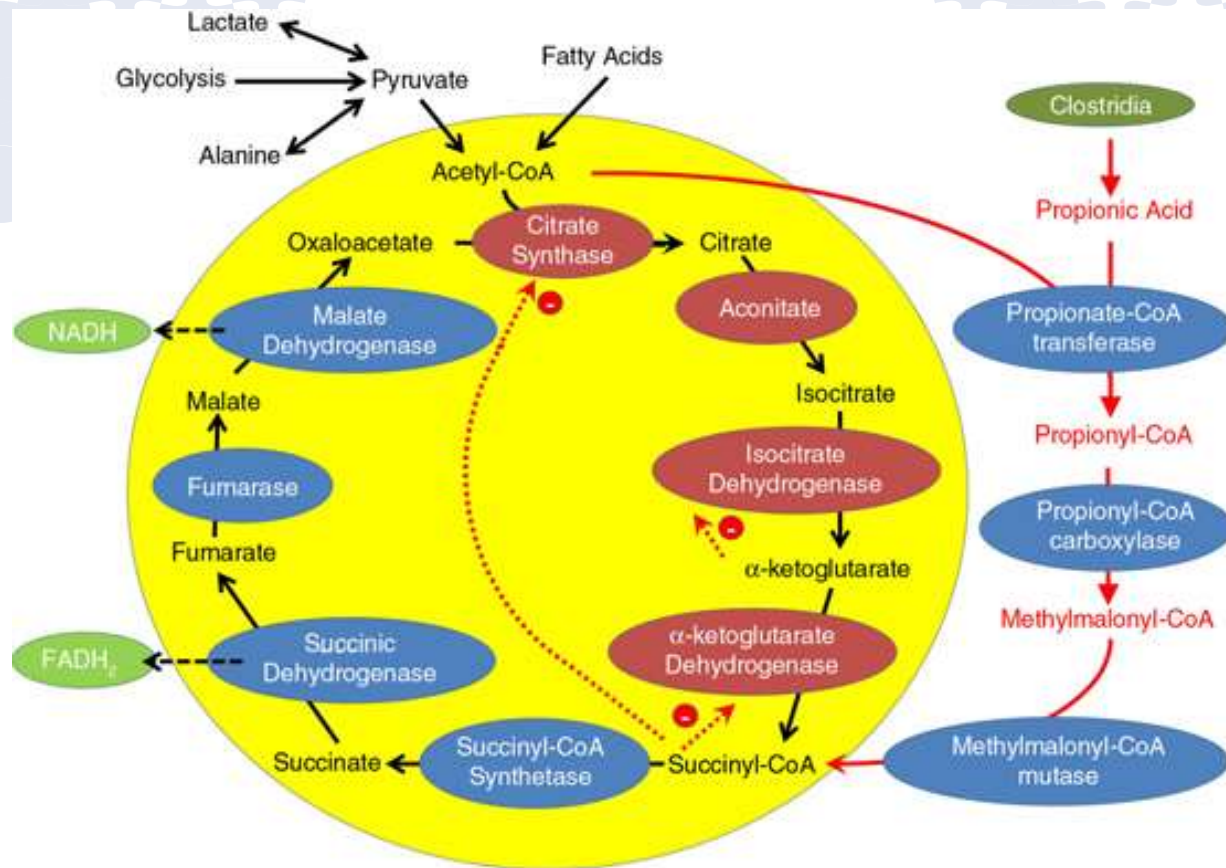 Lactate
Glycolysis
Pyruvate
Alanine
Fatty Acids
Acetyl-CoA
Oxaloacetate
Citrate
Synthase
Citrate
-
Aconitate
Isocitrate
Isocitrate
Dehydrogenase
-
α-ketoglutarate
α-ketoglutarate
Dehydrogenase
-
Succinyl-CoA
Succinyl-CoA
Synthetase
Succinate
Succinic
Dehydrogenase
FADH₂
Fumarate
Fumarase
Malate
Malate
Dehydrogenase
NADH
Clostridia
Propionic Acid
Propionate-CoA
transferase
Propionyl-CoA
Propionyl-CoA
carboxylase
Methylmalonyl-CoA
Methylmalonyl-CoA
mutase